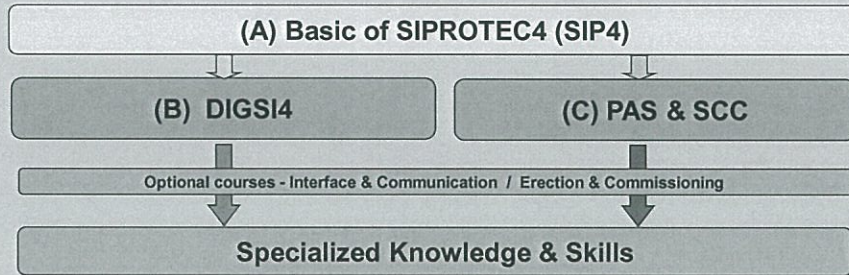 (A) Basic of SIPROTEC4 (SIP4)
(B) DIGSI4
(C) PAS & SCC
Optional courses - Interface & Communication / Erection & Commissioning
Specialized Knowledge & Skills